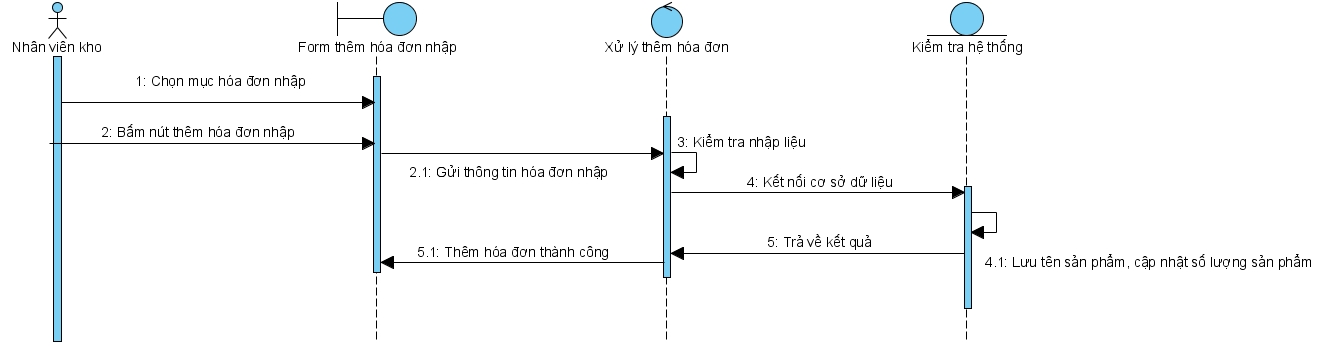 Nhân viên kho
Form thêm hóa đơn nhập
Xử lý thêm hóa đơn
Kiểm tra hệ thống
1: Chọn mục hóa đơn nhập
2: Bấm nút thêm hóa đơn nhập
3: Kiểm tra nhập liệu
2.1: Gửi thông tin hóa đơn nhập
4: Kết nối cơ sở dữ liệu
5: Trả về kết quả
5.1: Thêm hóa đơn thành công
4.1: Lưu tên sản phẩm, cập nhật số lượng sản phẩm